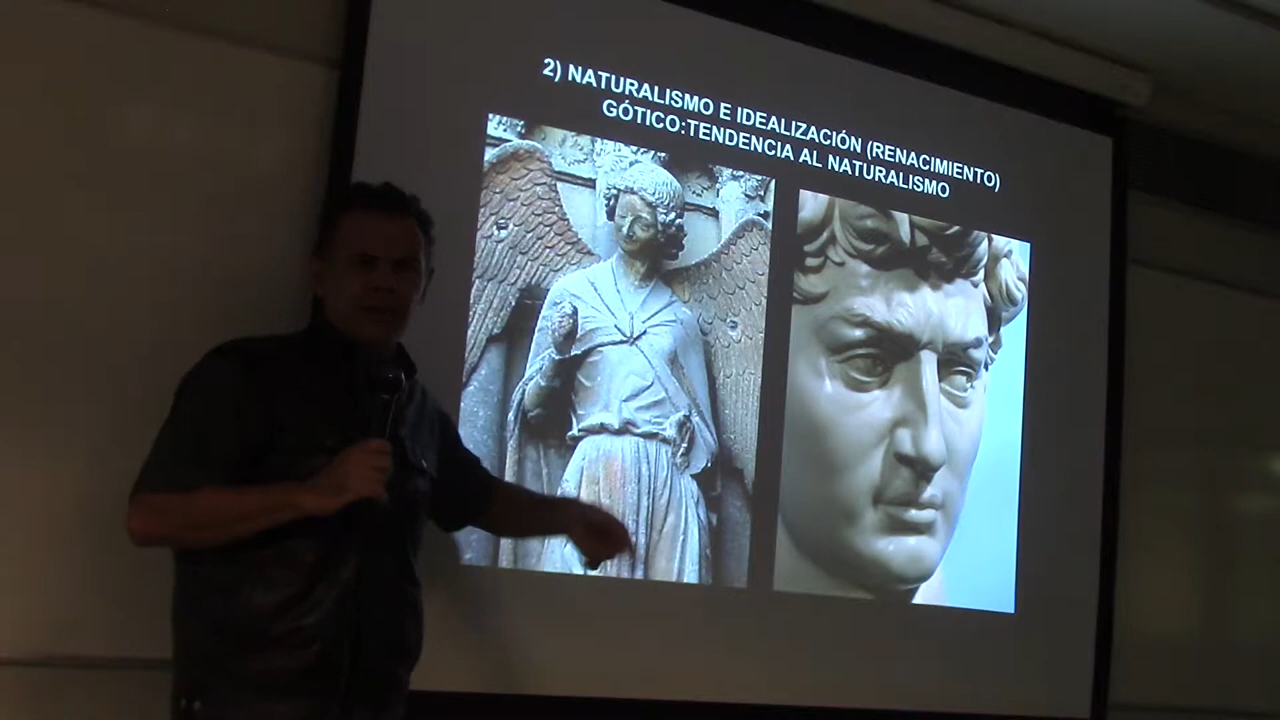 2) NATURALISMO E IDEALIZACIÓN (RENACIMIENTO)
GÓTICO:TENDENCIA AL NATURALISMO